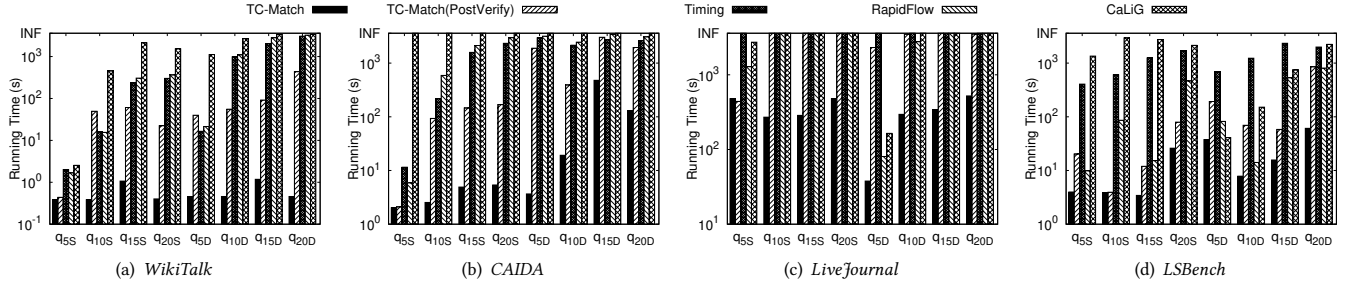 TC-Match TC-Match(PostVerify) Timing RapidFlow CaLiG
Running Time (s)
INF
10³
10²
10¹
10⁰
10⁻¹
q5S q10S q15S q20S q5D q10D q15D q20D
(a) WikiTalk
Running Time (s)
INF
10³
10²
10¹
10⁰
q5S q10S q15S q20S q5D q10D q15D q20D
(b) CAIDA
Running Time (s)
INF
10³
10²
10¹
q5S q10S q15S q20S q5D q10D q15D q20D
(c) LiveJournal
Running Time (s)
INF
10³
10²
10¹
10⁰
q5S q10S q15S q20S q5D q10D q15D q20D
(d) LSBench